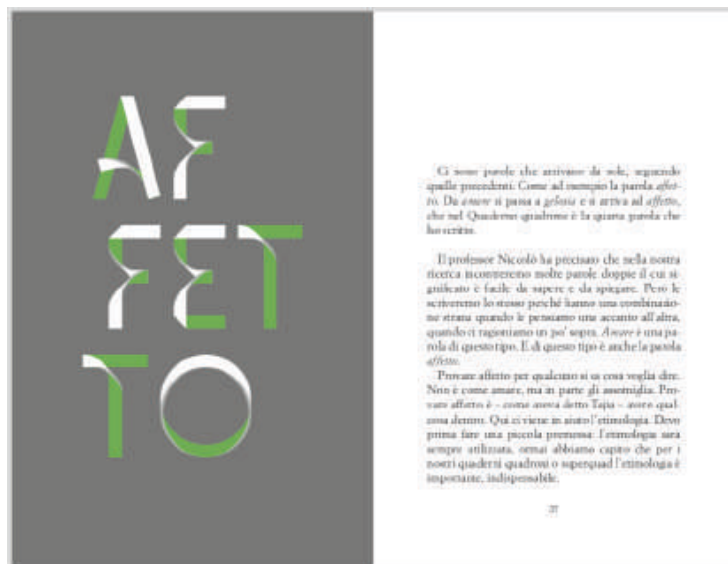 AF
FET
TO
Ci sono parole che arrivano da sole, seguendo
quelle precedenti. Come ad esempio la parola affet-
to. Da amore si passa a gelosia e si arriva ad affetto,
che nel Quaderno quadrone è la quarta parola che
ho scritto.
Il professor Niccolò ha precisato che nella nostra
ricerca incontreremo molte parole doppie il cui si-
gnificato è facile da sapere e da spiegare. Però le
scriveremo lo stesso perché hanno una combinazio-
ne strana quando le pensiamo una accanto all'altra,
quando ci ragioniamo un po' sopra. Amore è una pa-
rola di questo tipo. E di questo tipo è anche la parola
affetto.
Provare affetto per qualcuno si sa cosa voglia dire.
Non è come amare, ma in parte gli assomiglia. Pro-
vare affetto è – come aveva detto Tajia – avere qual-
cosa dentro. Qui ci viene in aiuto l'etimologia. Devo
prima fare una piccola premessa: l'etimologia sarà
sempre utilizzata, ormai abbiamo capito che per i
nostri quaderni quadrosi o superquad l'etimologia è
importante, indispensabile.
37